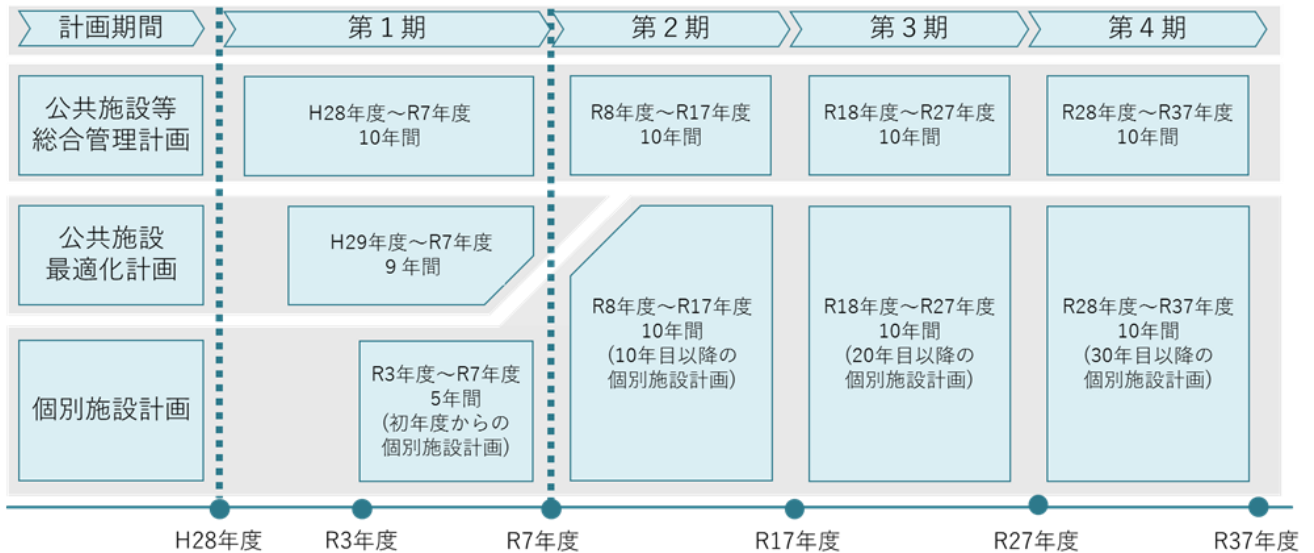 計画期間
第１期
第２期
第３期
第４期
公共施設等
総合管理計画
H28年度～R7年度
10年間
R8年度～R17年度
10年間
R18年度～R27年度
10年間
R28年度～R37年度
10年間
公共施設
最適化計画
H29年度～R7年度
９年間
個別施設計画
R3年度～R7年度
5年間
(初年度からの
個別施設計画)
R8年度～R17年度
10年間
(10年目以降の
個別施設計画)
R18年度～R27年度
10年間
(20年目以降の
個別施設計画)
R28年度～R37年度
10年間
(30年目以降の
個別施設計画)
H28年度
R3年度
R7年度
R17年度
R27年度
R37年度